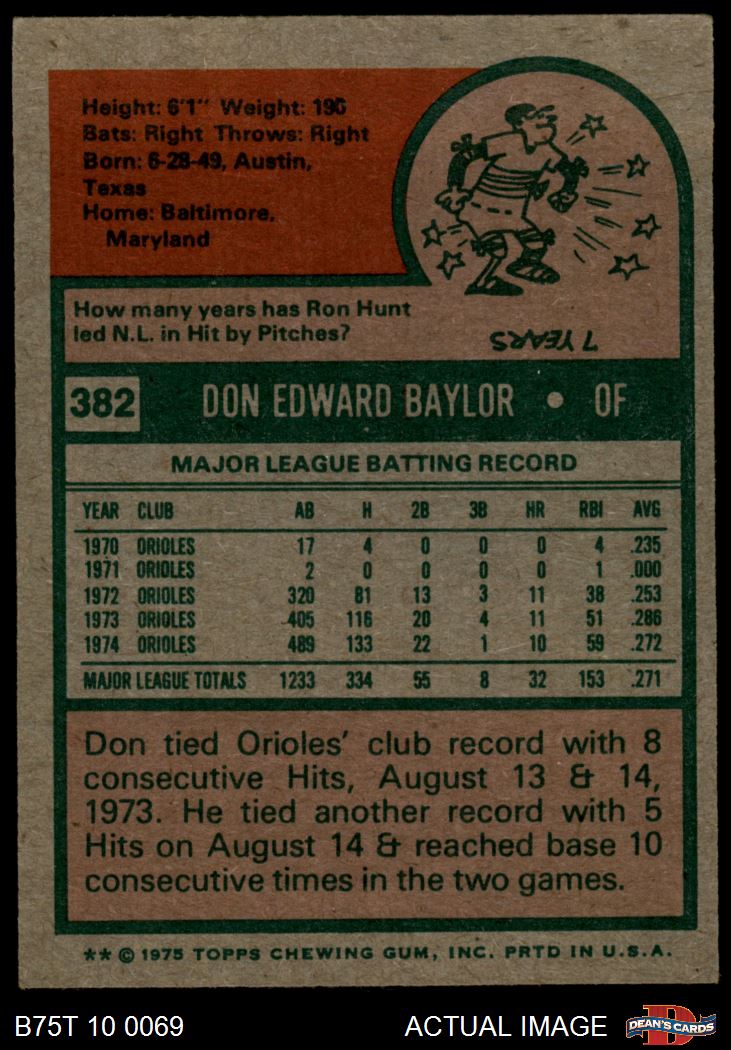 Height: 6'1" Weight: 190
Bats: Right Throws: Right
Born: 6-28-49, Austin,
Texas
Home: Baltimore,
Maryland
How many years has Ron Hunt
led N.L. in Hit by Pitches?
7 YEARS
382 DON EDWARD BAYLOR • OF
MAJOR LEAGUE BATTING RECORD
YEAR CLUB AB H 2B 3B HR RBI AVG
1970 ORIOLES 17 4 0 0 0 4 .235
1971 ORIOLES 2 0 0 0 0 1 .000
1972 ORIOLES 320 81 13 3 11 38 .253
1973 ORIOLES 405 116 20 4 11 51 .286
1974 ORIOLES 489 133 22 1 10 59 .272
MAJOR LEAGUE TOTALS 1233 334 55 8 32 153 .271
Don tied Orioles' club record with 8
consecutive Hits, August 13 & 14,
1973. He tied another record with 5
Hits on August 14 & reached base 10
consecutive times in the two games.
** © 1975 TOPPS CHEWING GUM, INC. PRTD IN U.S.A.
B75T 10 0069 ACTUAL IMAGE D DEAN'S CARDS